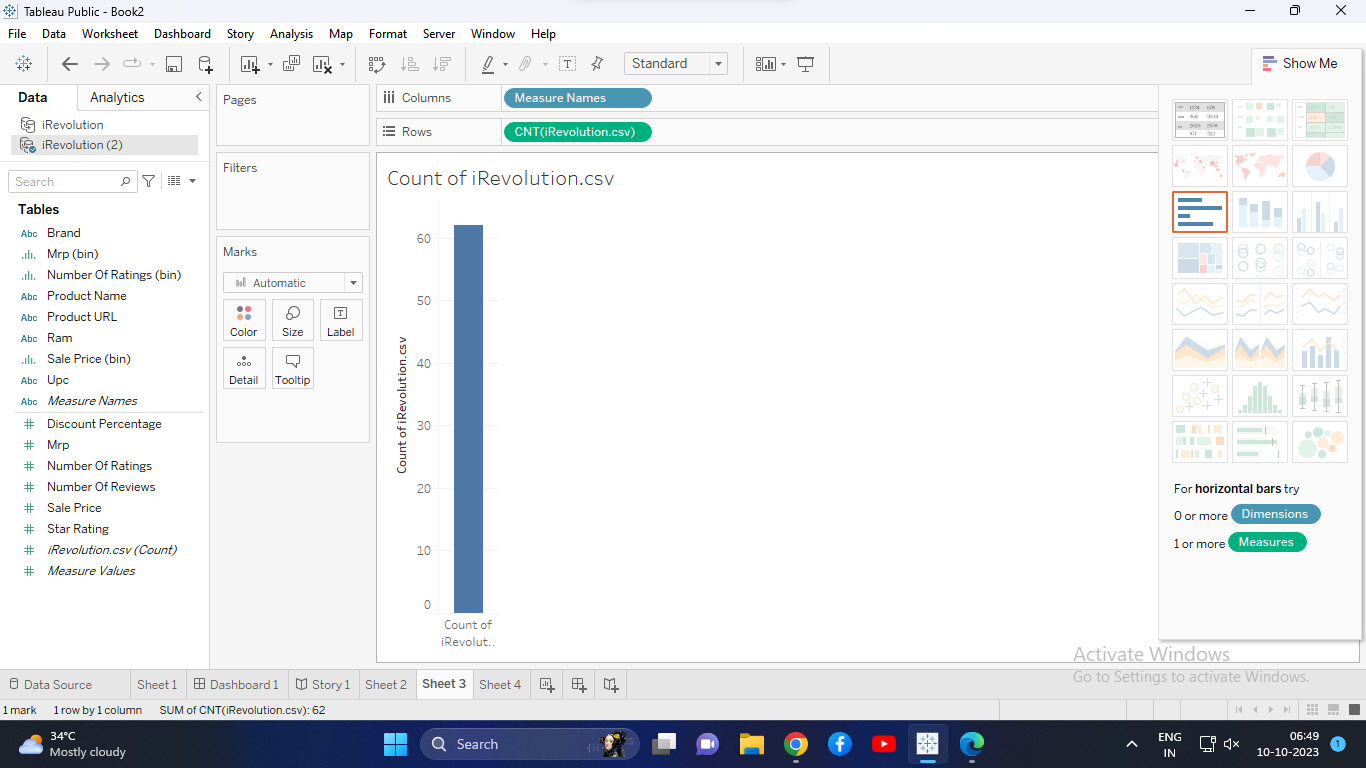 Tableau Public - Book2
File Data Worksheet Dashboard Story Analysis Map Format Server Window Help
Standard
Show Me
Data Analytics
iRevolution
iRevolution (2)
Search
Tables
Abc Brand
Mrp (bin)
Number Of Ratings (bin)
Abc Product Name
Abc Product URL
Abc Ram
Sale Price (bin)
Abc Upc
Abc Measure Names
# Discount Percentage
# Mrp
# Number Of Ratings
# Number Of Reviews
# Sale Price
# Star Rating
# iRevolution.csv (Count)
# Measure Values
Pages
Filters
Marks
Automatic
Color Size Label
Detail Tooltip
Columns Measure Names
Rows CNT(iRevolution.csv)
Count of iRevolution.csv
60
50
40
30
20
10
0
Count of iRevolution.csv
Count of
iRevolut..
For horizontal bars try
0 or more Dimensions
1 or more Measures
Activate Windows
Go to Settings to activate Windows.
Data Source Sheet 1 Dashboard 1 Story 1 Sheet 2 Sheet 3 Sheet 4
1 mark 1 row by 1 column SUM of CNT(iRevolution.csv): 62
34°C
Mostly cloudy
Search
ENG
IN
06:49
10-10-2023
1